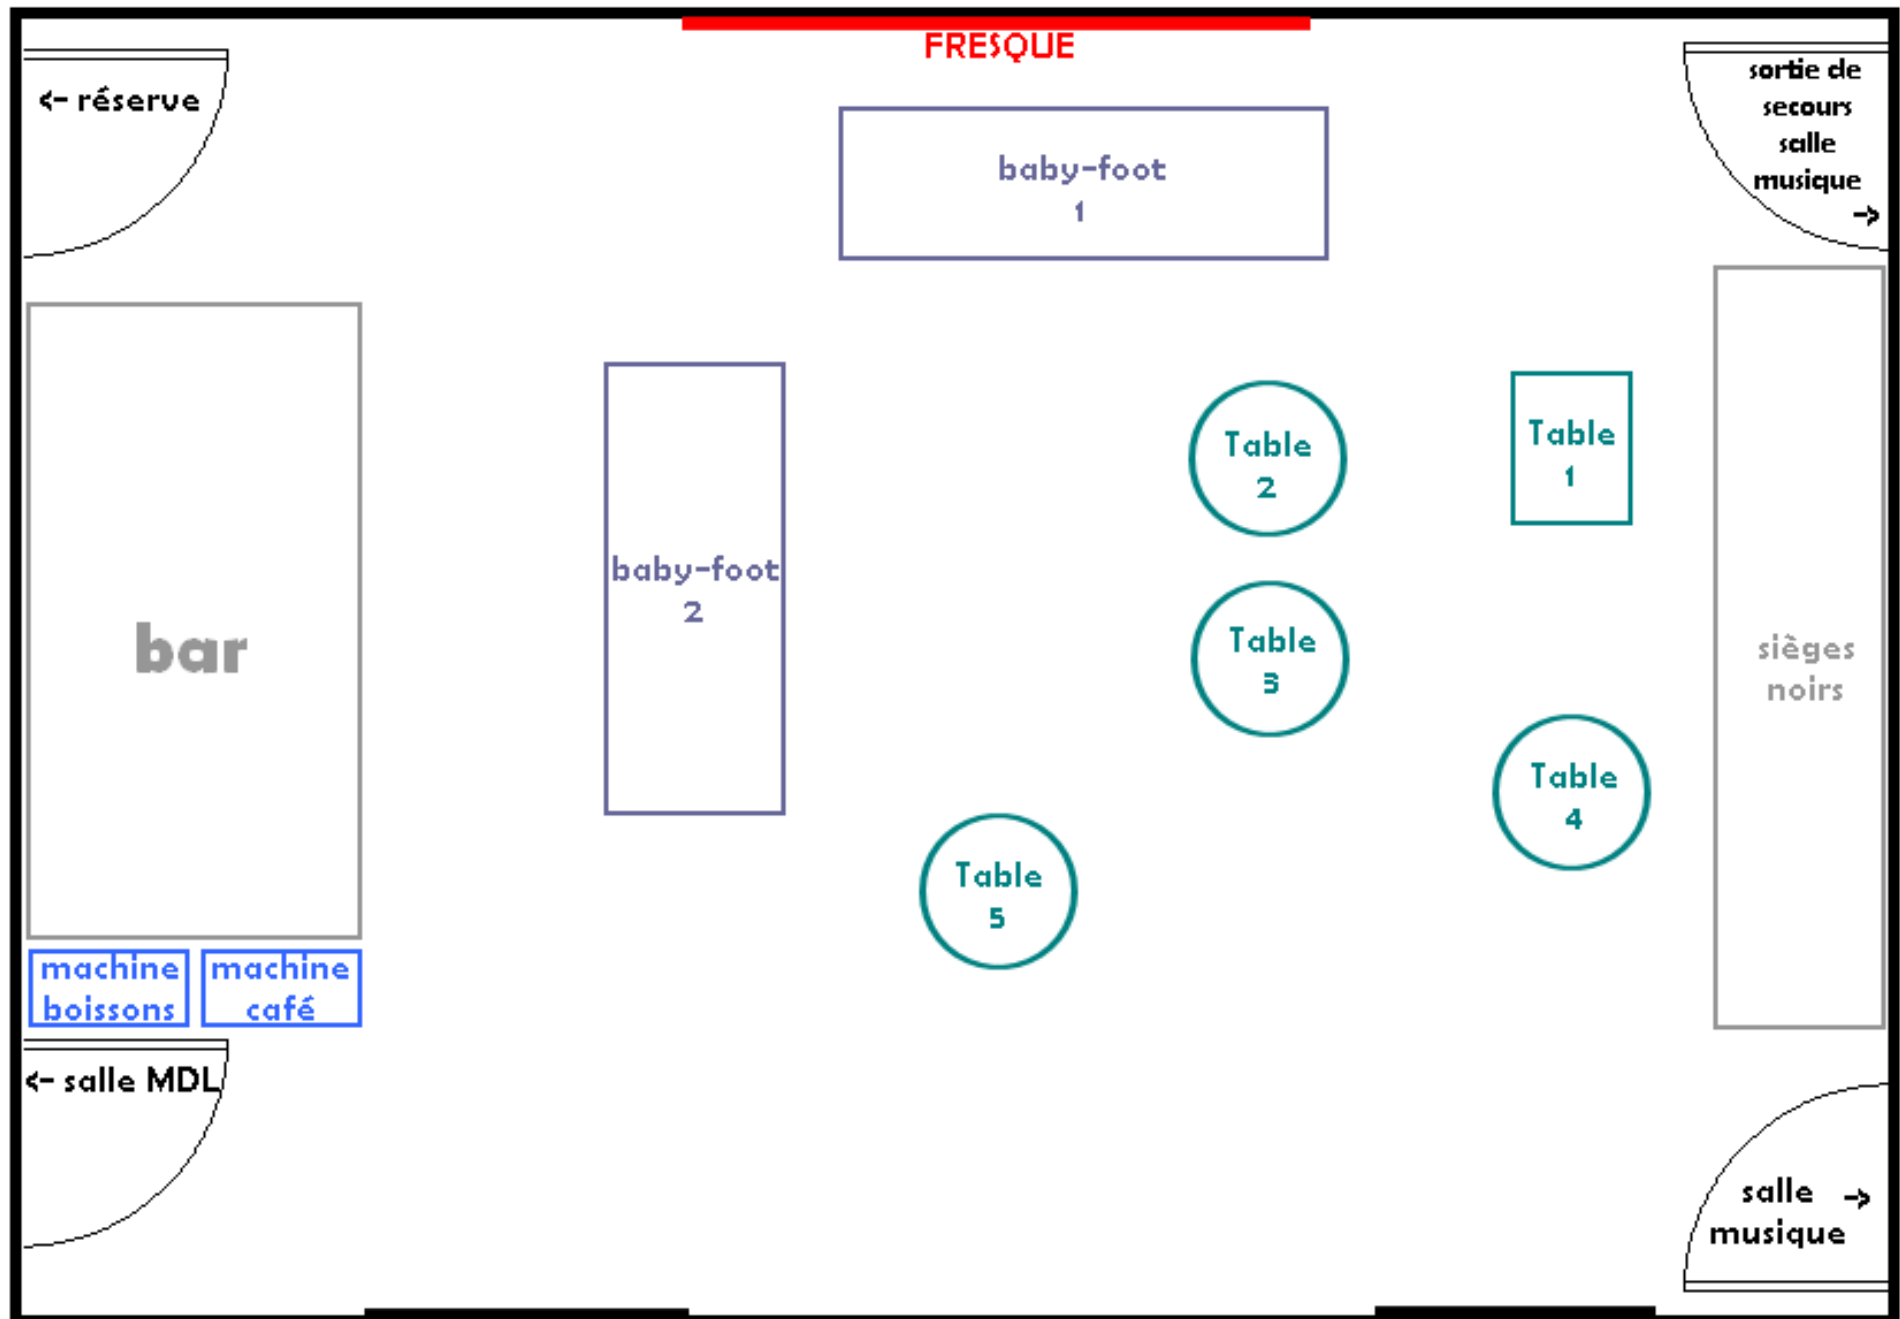 FRESQUE
<- réserve
sortie de
secours
salle
musique
->
baby-foot
1
Table
2
Table
1
baby-foot
2
bar
Table
3
sièges
noirs
Table
4
Table
5
machine
boissons
machine
café
<- salle MDL
salle ->
musique